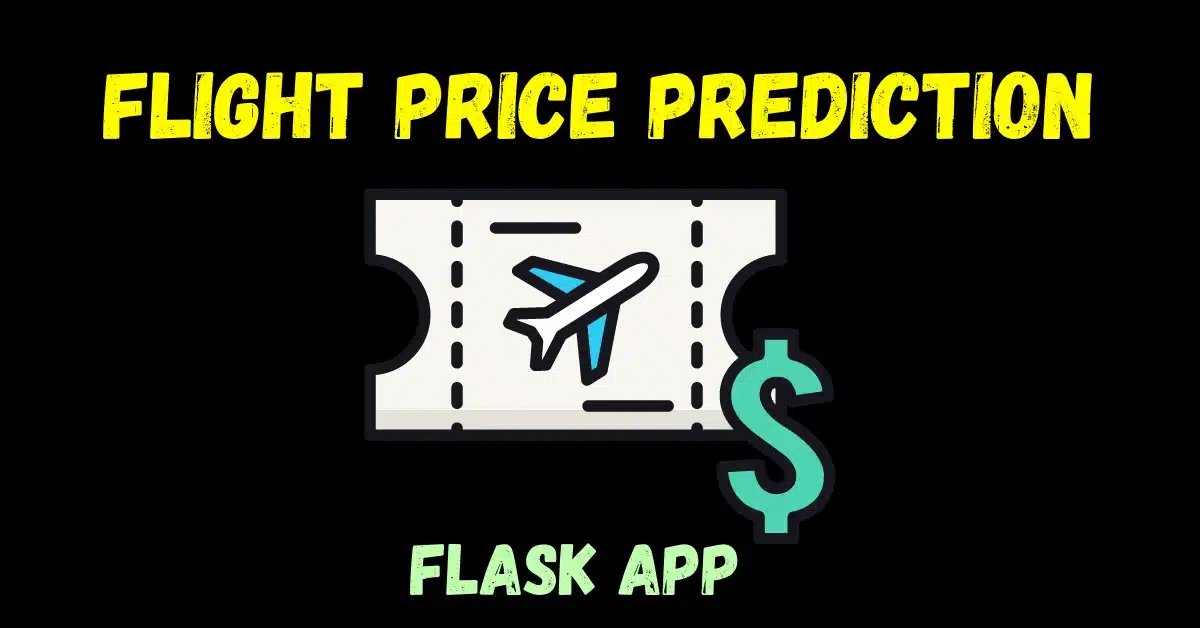 FLIGHT PRICE PREDICTION
$
FLASK APP